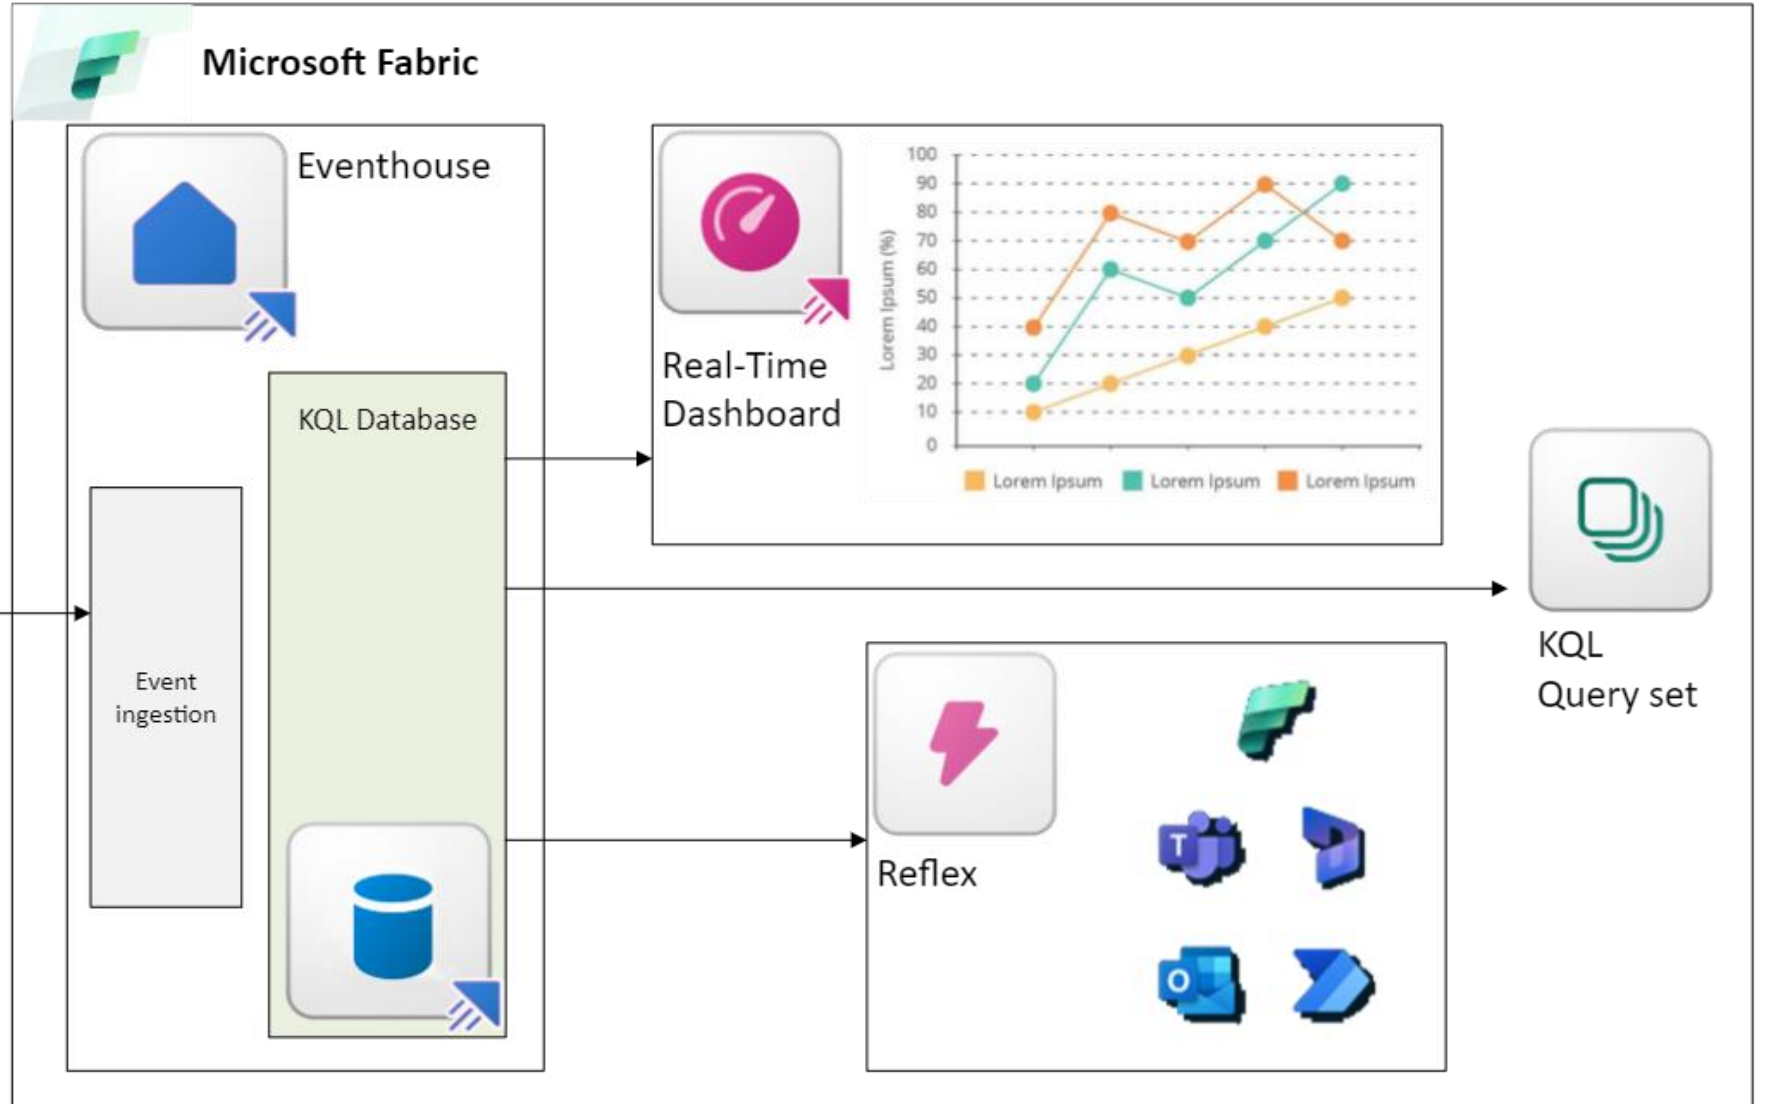 Microsoft Fabric
Eventhouse
KQL Database
Event
ingestion
Real-Time
Dashboard
Lorem Ipsum (%)
100
90
80
70
60
50
40
30
20
10
0
Lorem Ipsum Lorem Ipsum Lorem Ipsum
KQL
Query set
Reflex
T
O